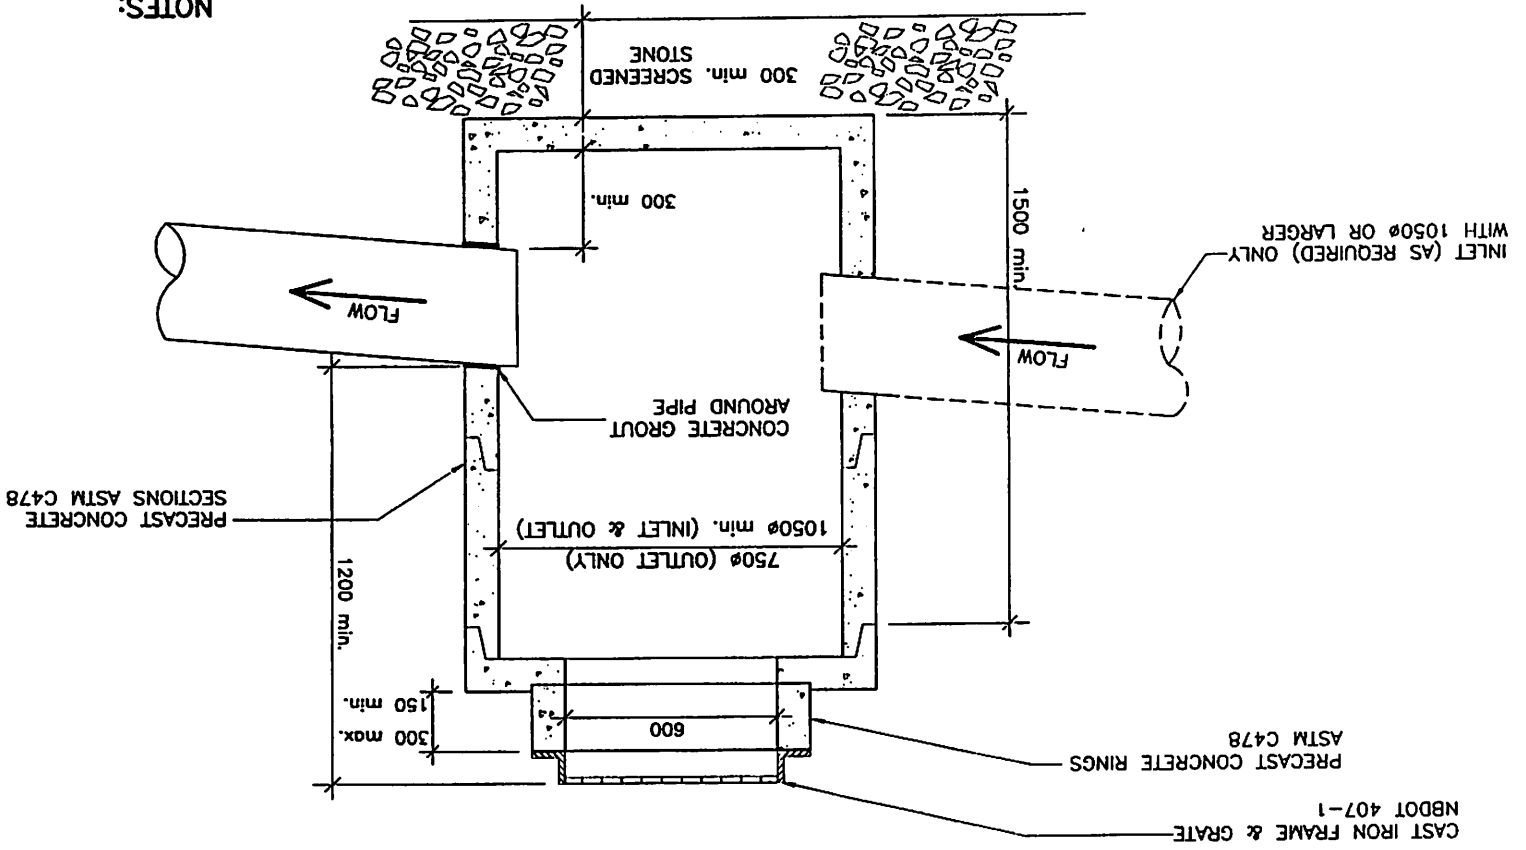 CAST IRON FRAME & GRATE
NBDOT 407-1
PRECAST CONCRETE RINGS
ASTM C478
600
300 max.
150 min.
1200 min.
750ø (OUTLET ONLY)
1050ø min. (INLET & OUTLET)
PRECAST CONCRETE
SECTIONS ASTM C478
CONCRETE GROUT
AROUND PIPE
FLOW
FLOW
INLET (AS REQUIRED) ONLY
WITH 1050ø OR LARGER
1500 min.
300 min.
300 min. SCREENED
STONE
NOTES: